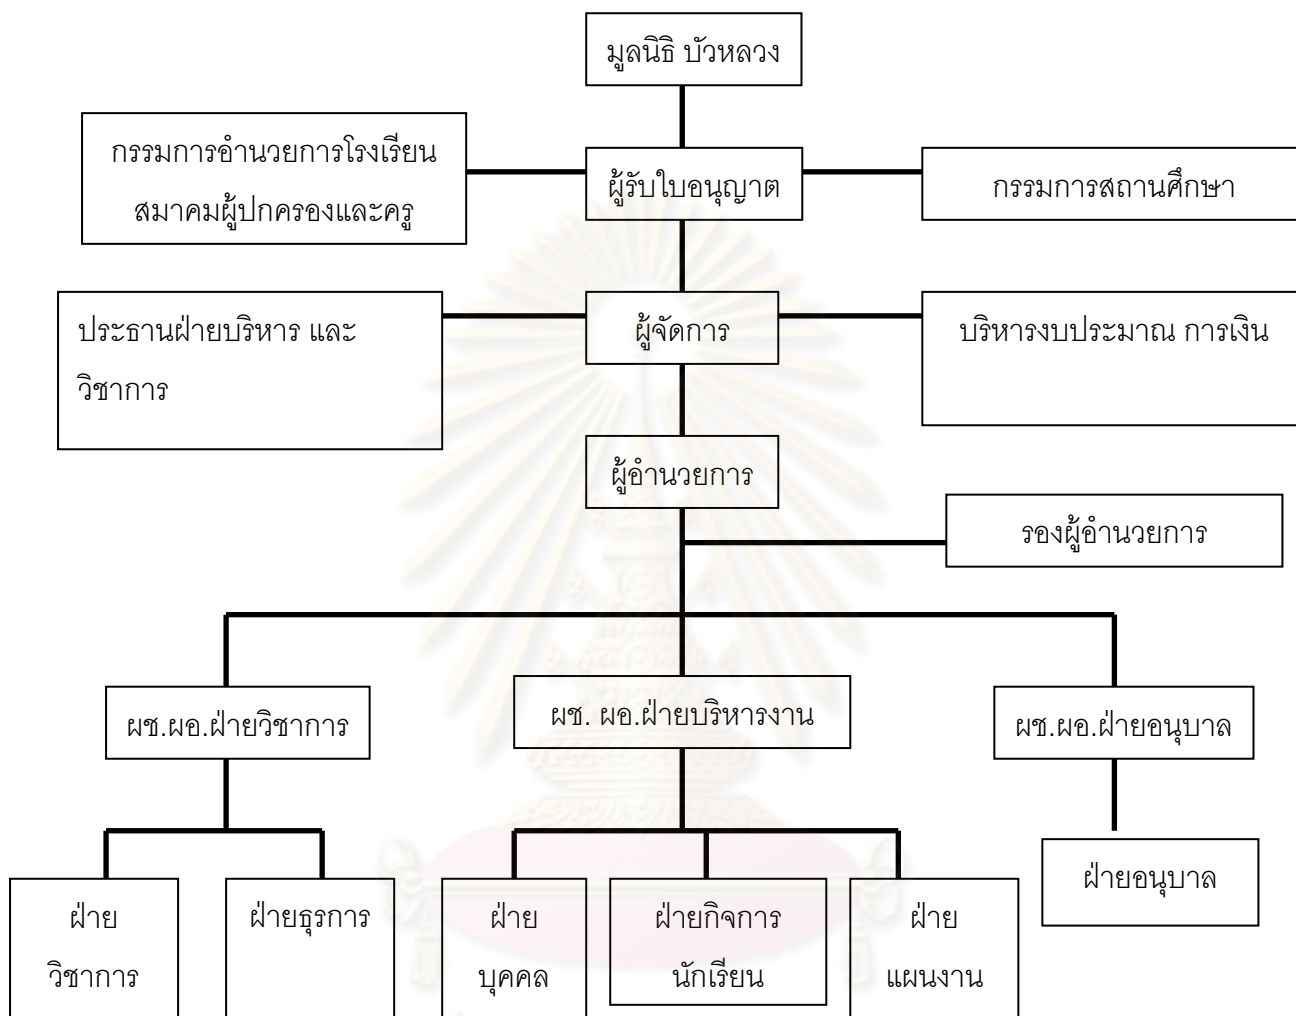 มูลนิธิ บัวหลวง
กรรมการอำนวยการโรงเรียน
สมาคมผู้ปกครองและครู
ผู้รับใบอนุญาต
กรรมการสถานศึกษา
ประธานฝ่ายบริหาร และ
วิชาการ
ผู้จัดการ
บริหารงบประมาณ การเงิน
ผู้อำนวยการ
รองผู้อำนวยการ
ผช.ผอ.ฝ่ายวิชาการ
ผช. ผอ.ฝ่ายบริหารงาน
ผช.ผอ.ฝ่ายอนุบาล
ฝ่าย
วิชาการ
ฝ่ายธุรการ
ฝ่าย
บุคคล
ฝ่ายกิจการ
นักเรียน
ฝ่าย
แผนงาน
ฝ่ายอนุบาล